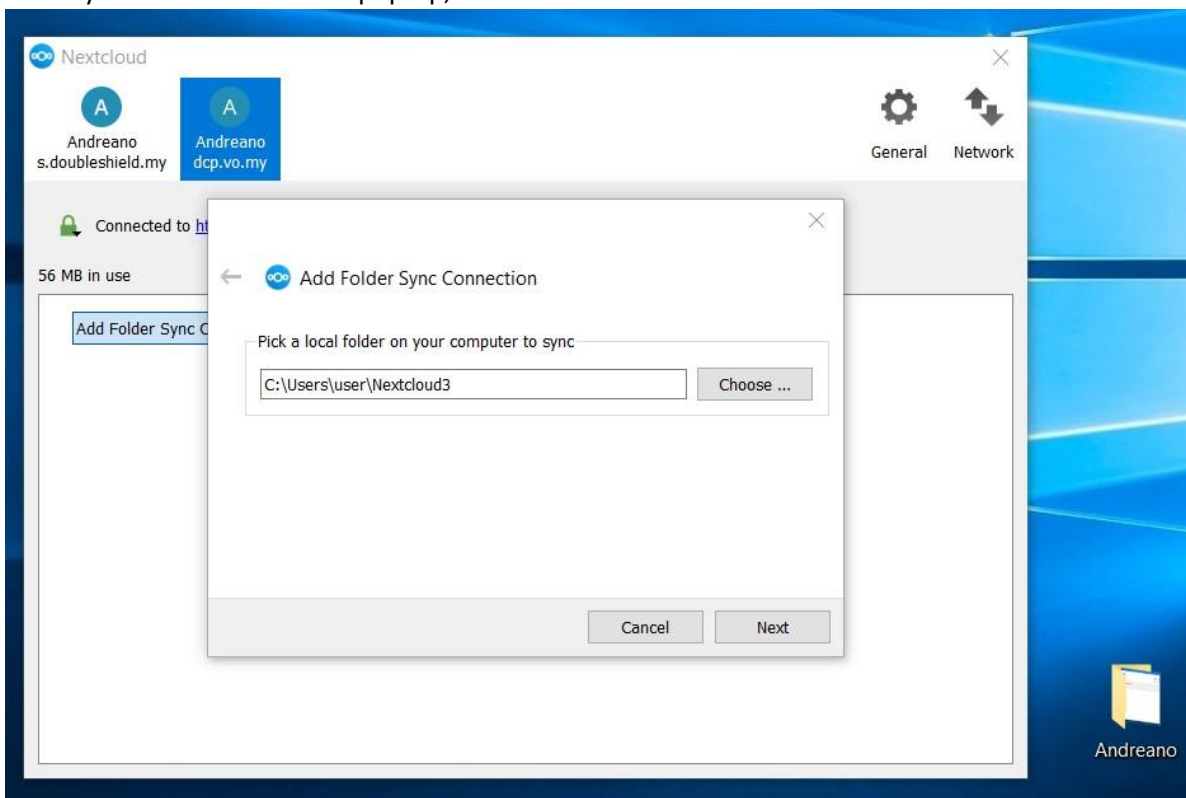 Nextcloud
A
Andreano
s.doubleshield.my
A
Andreano
dcp.vo.my
General
Network
Connected to
56 MB in use
Add Folder Sync
Add Folder Sync Connection
Pick a local folder on your computer to sync
C:\Users\user\Nextcloud3
Choose ...
Cancel
Next
Andreano